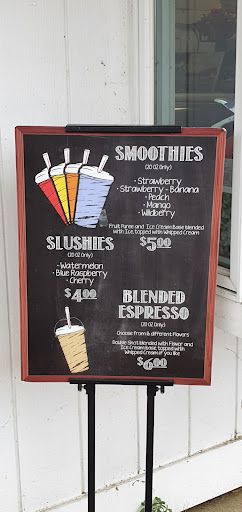 SMOOTHIES
(20 OZ Only)
• Strawberry
• Strawberry - Banana
• Peach
• Mango
• Wildberry
Fruit Puree and Ice Cream Base blended
with Ice, topped with Whipped Cream
$5.00
SLUSHIES
(20 OZ Only)
• Watermelon
• Blue Raspberry
• Cherry
$4.00
BLENDED
ESPRESSO
(20 OZ Only)
Choose from 8 different Flavors
Double Shot Blended with Flavor and
Ice Cream Base, topped with
Whipped Cream if you like
$6.00